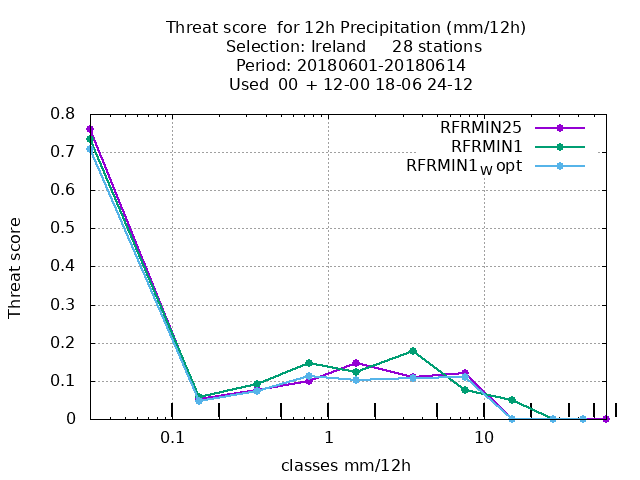 Threat score  for 12h Precipitation (mm/12h)
Selection: Ireland     28 stations
Period: 20180601-20180614
Used  00 + 12-00 18-06 24-12
RFRMIN25
RFRMIN1
RFRMIN1W opt
0.8
0.7
0.6
0.5
0.4
0.3
0.2
0.1
0
Threat score
0.1 1 10
classes mm/12h